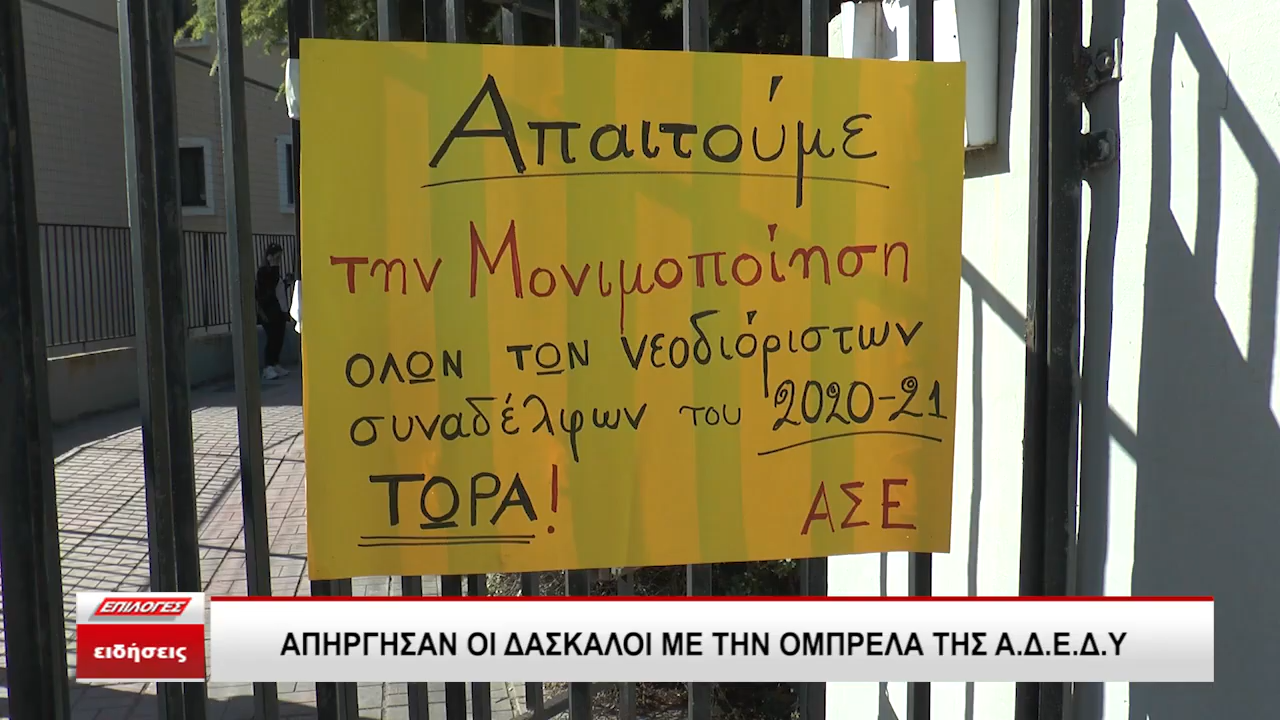 Απαιτούμε
την Μονιμοποίηση
ΟΛΩΝ ΤΩΝ νεοδιόριστων
συναδέλφων του 2020-21
ΤΩΡΑ! ΑΣΕ
ΕΠΙΛΟΓΕΣ
ειδήσεις
ΑΠΗΡΓΗΣΑΝ ΟΙ ΔΑΣΚΑΛΟΙ ΜΕ ΤΗΝ ΟΜΠΡΕΛΑ ΤΗΣ Α.Δ.Ε.Δ.Υ